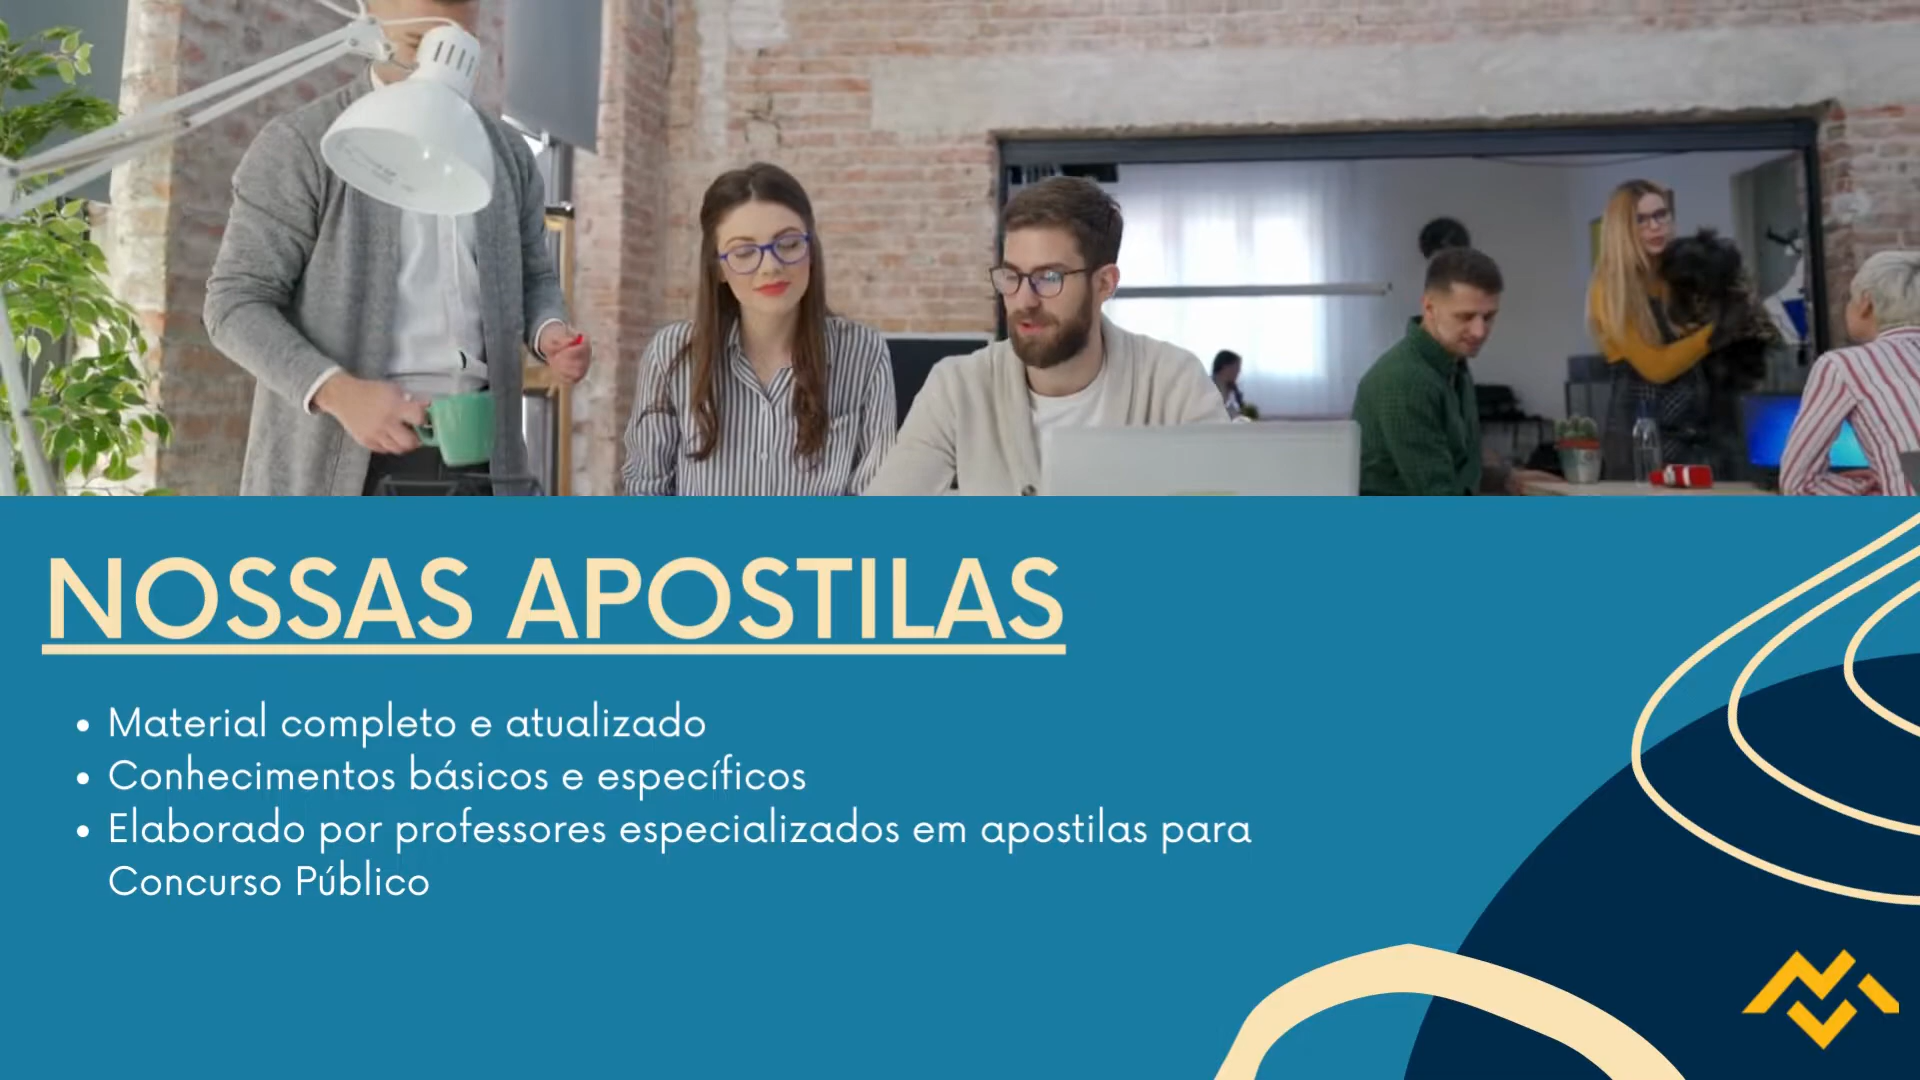 NOSSAS APOSTILAS
• Material completo e atualizado
• Conhecimentos básicos e específicos
• Elaborado por professores especializados em apostilas para
Concurso Público